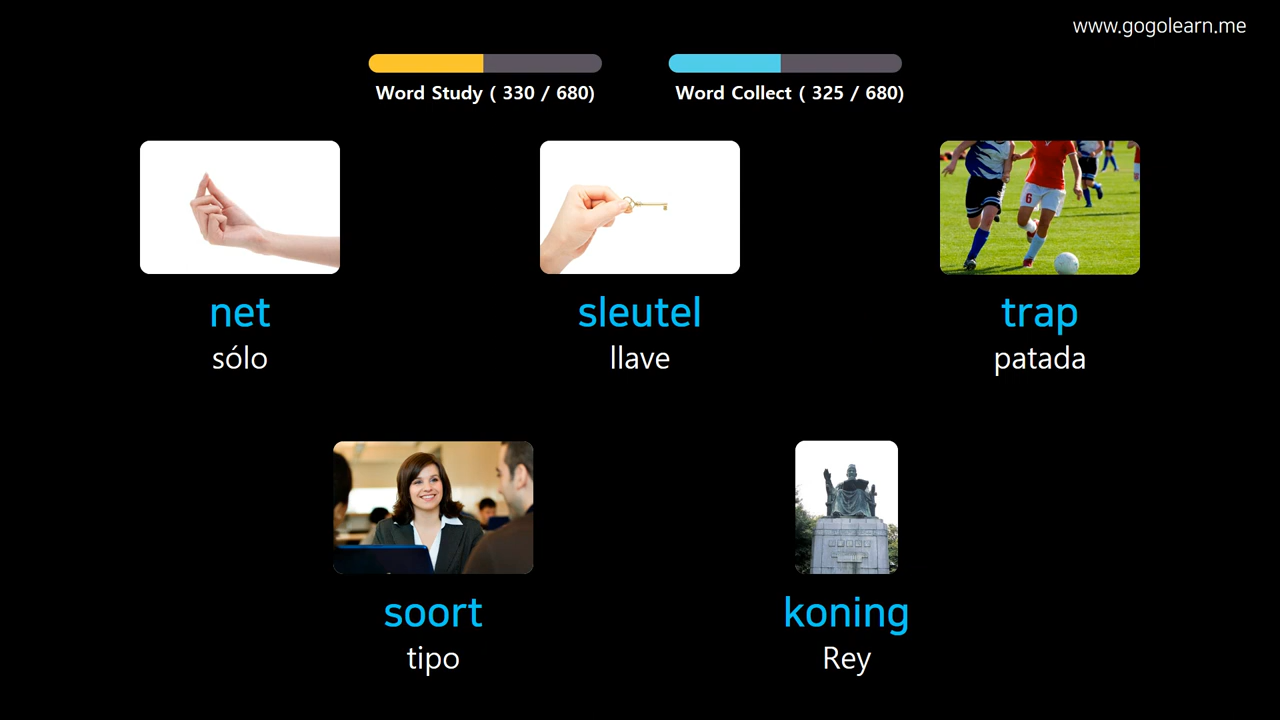 www.gogolearn.me
Word Study ( 330 / 680)
Word Collect ( 325 / 680)
net
sólo
sleutel
llave
trap
patada
soort
tipo
koning
Rey